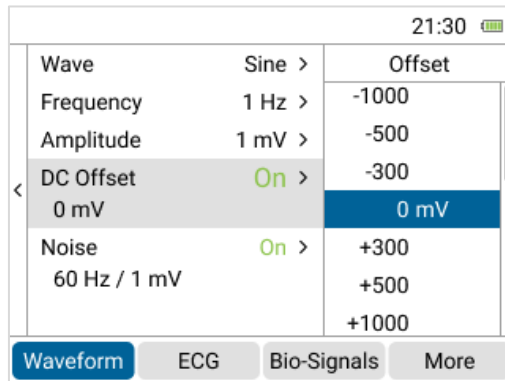 21:30
Wave Sine >
Frequency 1 Hz >
Amplitude 1 mV >
DC Offset On >
0 mV
Noise On >
60 Hz / 1 mV
<
Offset
-1000
-500
-300
0 mV
+300
+500
+1000
Waveform ECG Bio-Signals More